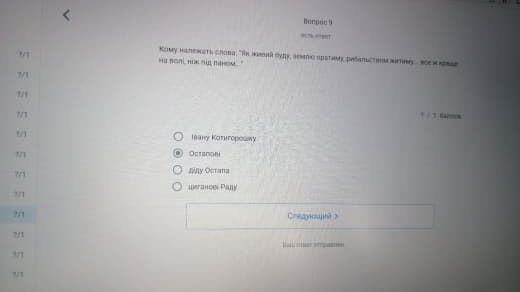 Вопрос 9
есть ответ
Кому належать слова: "Як живий буду, землю оратиму, рибальством житиму... все ж краще
на волі, ніж під паном..."
? / 1 Баллов
?/1
?/1
?/1
?/1
?/1
?/1
?/1
?/1
?/1
?/1
?/1
?/1
Івану Котигорошку
Остапові
діду Остапа
циганові Раду
Следующий >
Ваш ответ отправлен